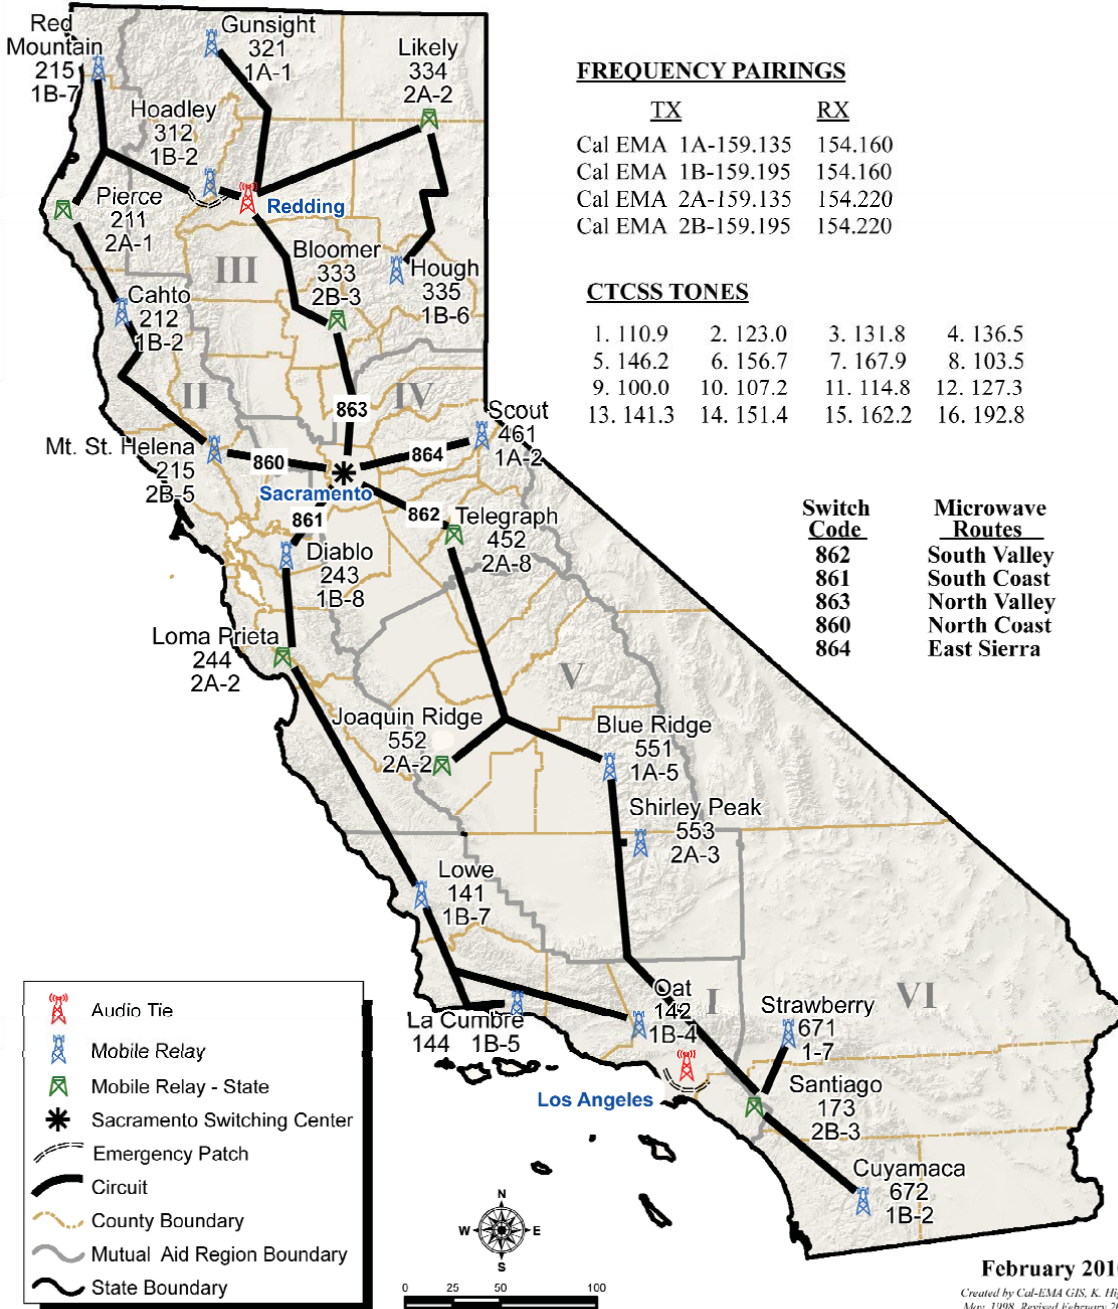 Red
Mountain
215
1B-7
Gunsight
321
1A-1
Likely
334
2A-2
Hoadley
312
1B-2
Pierce
211
2A-1
Redding
III
Bloomer
333
2B-3
Hough
335
1B-6
Cahto
212
1B-2
II
IV
863
Scout
461
1A-2
Mt. St. Helena
215
2B-5
860
864
Sacramento
861
862
Telegraph
452
2A-8
Diablo
243
1B-8
Loma Prieta
244
2A-2
V
Joaquin Ridge
552
2A-2
Blue Ridge
551
1A-5
Shirley Peak
553
2A-3
Lowe
141
1B-7
Oat
142
1B-4
I
VI
La Cumbre
144 1B-5
Strawberry
671
1-7
Los Angeles
Santiago
173
2B-3
Cuyamaca
672
1B-2
FREQUENCY PAIRINGS
TX RX
Cal EMA 1A-159.135 154.160
Cal EMA 1B-159.195 154.160
Cal EMA 2A-159.135 154.220
Cal EMA 2B-159.195 154.220
CTCSS TONES
1. 110.9 2. 123.0 3. 131.8 4. 136.5
5. 146.2 6. 156.7 7. 167.9 8. 103.5
9. 100.0 10. 107.2 11. 114.8 12. 127.3
13. 141.3 14. 151.4 15. 162.2 16. 192.8
Switch Microwave
Code Routes
862 South Valley
861 South Coast
863 North Valley
860 North Coast
864 East Sierra
Audio Tie
Mobile Relay
Mobile Relay - State
Sacramento Switching Center
Emergency Patch
Circuit
County Boundary
Mutual Aid Region Boundary
State Boundary
N
W E
S
0 25 50 100
February
Created by Cal-EMA GIS, K.
May, 1998, Revised February